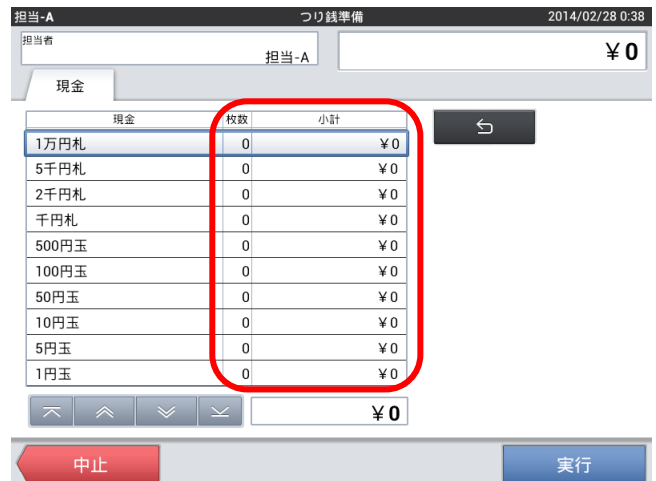 担当-A つり銭準備 2014/02/28 0:38
担当者
担当-A
¥0
現金
現金 枚数 小計
1万円札 0 ¥0
5千円札 0 ¥0
2千円札 0 ¥0
千円札 0 ¥0
500円玉 0 ¥0
100円玉 0 ¥0
50円玉 0 ¥0
10円玉 0 ¥0
5円玉 0 ¥0
1円玉 0 ¥0
¥0
中止 実行